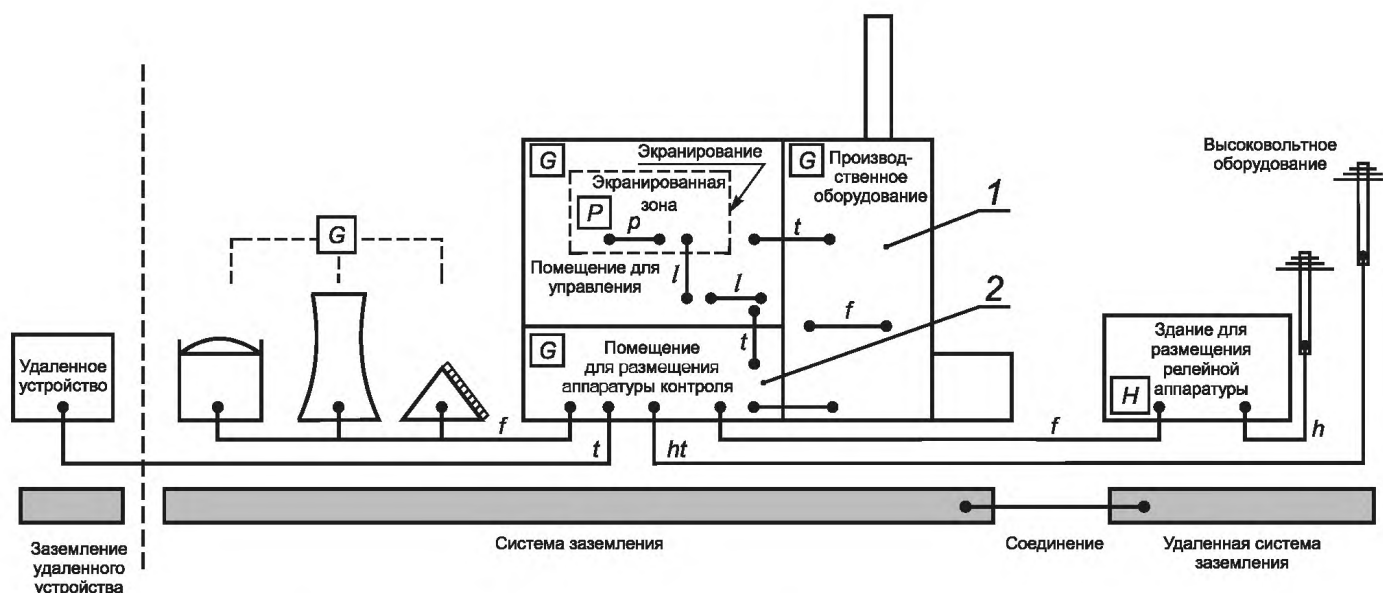 Высоковольтное
оборудование
G
Экранирование
G
Производ-
ственное
оборудование
Экранированная
зона
P
p
1
G
t
Помещение для
управления
l
l
2
f
t
G
Помещение
для размещения
аппаратуры контроля
Здание для
размещения
релейной
аппаратуры
H
Удаленное
устройство
f
f
h
t
ht
Заземление
удаленного
устройства
Система заземления
Соединение
Удаленная система
заземления